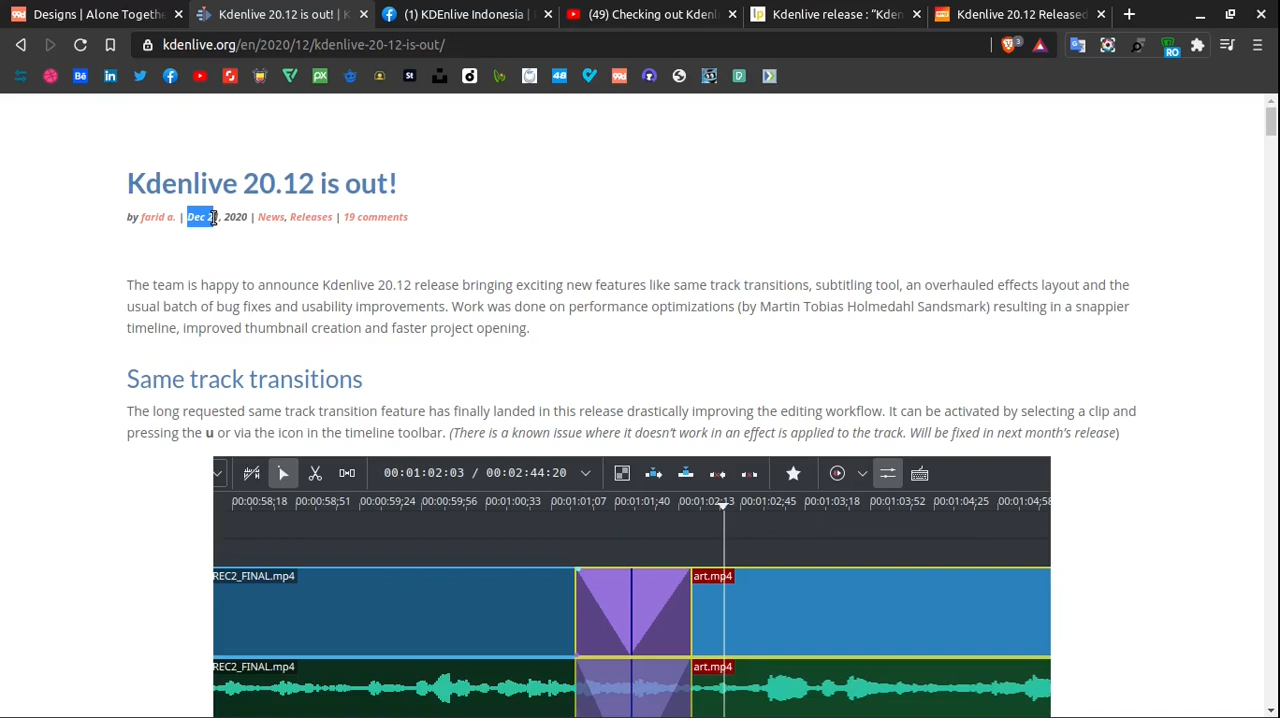 Designs | Alone Togethe
Kdenlive 20.12 is out! | K
(1) KDEnlive Indonesia |
(49) Checking out Kdenl
Kdenlive release : “Kden
Kdenlive 20.12 Released
kdenlive.org/en/2020/12/kdenlive-20-12-is-out/
Kdenlive 20.12 is out!
by farid a. | Dec 2, 2020 | News, Releases | 19 comments
The team is happy to announce Kdenlive 20.12 release bringing exciting new features like same track transitions, subtitling tool, an overhauled effects layout and the
usual batch of bug fixes and usability improvements. Work was done on performance optimizations (by Martin Tobias Holmedahl Sandsmark) resulting in a snappier
timeline, improved thumbnail creation and faster project opening.
Same track transitions
The long requested same track transition feature has finally landed in this release drastically improving the editing workflow. It can be activated by selecting a clip and
pressing the u or via the icon in the timeline toolbar. (There is a known issue where it doesn’t work in an effect is applied to the track. Will be fixed in next month’s release)
00:01:02:03 / 00:02:44:20
00:00:58;18 00:00:58;51 00:00:59;24 00:00:59;56 00:01:00;33 00:01:01;07 00:01:01;40 00:01:02;13 00:01:02;45 00:01:03;18 00:01:03;52 00:01:04;25 00:01:04;58
REC2_FINAL.mp4
art.mp4
REC2_FINAL.mp4
art.mp4